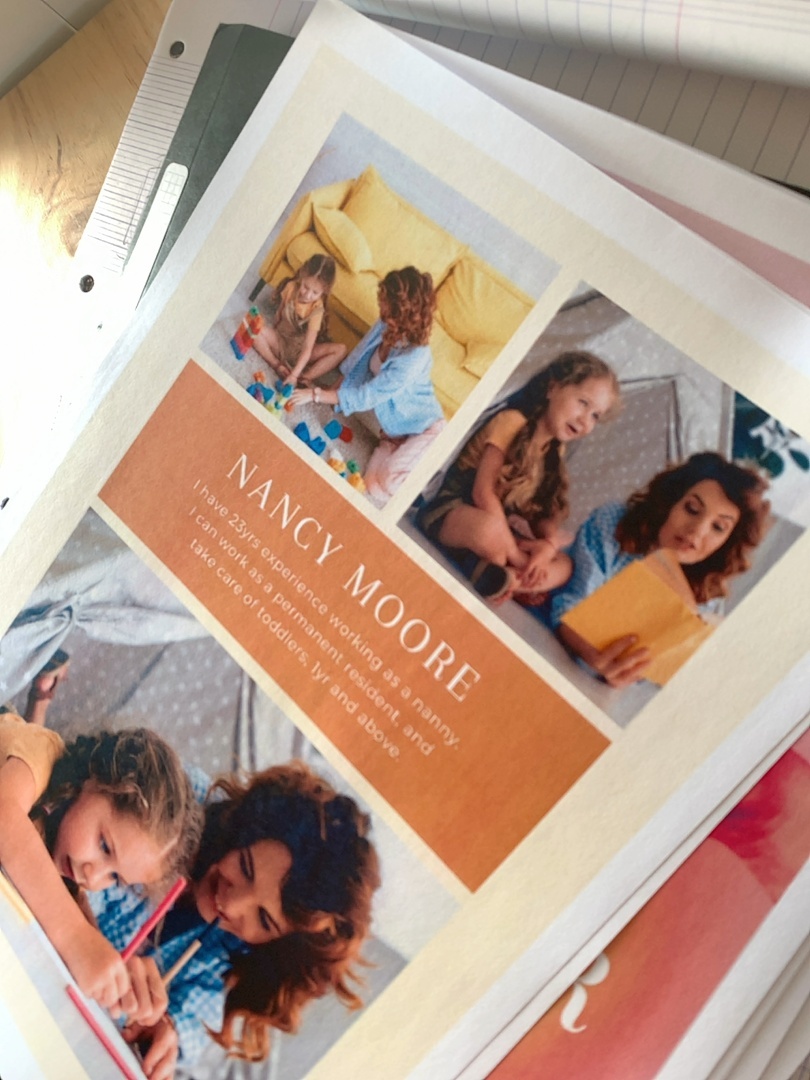 NANCY MOORE
I have 23yrs experience working as a nanny.
I can work as a permanent resident, and
take care of toddlers, 1yr and above.
R